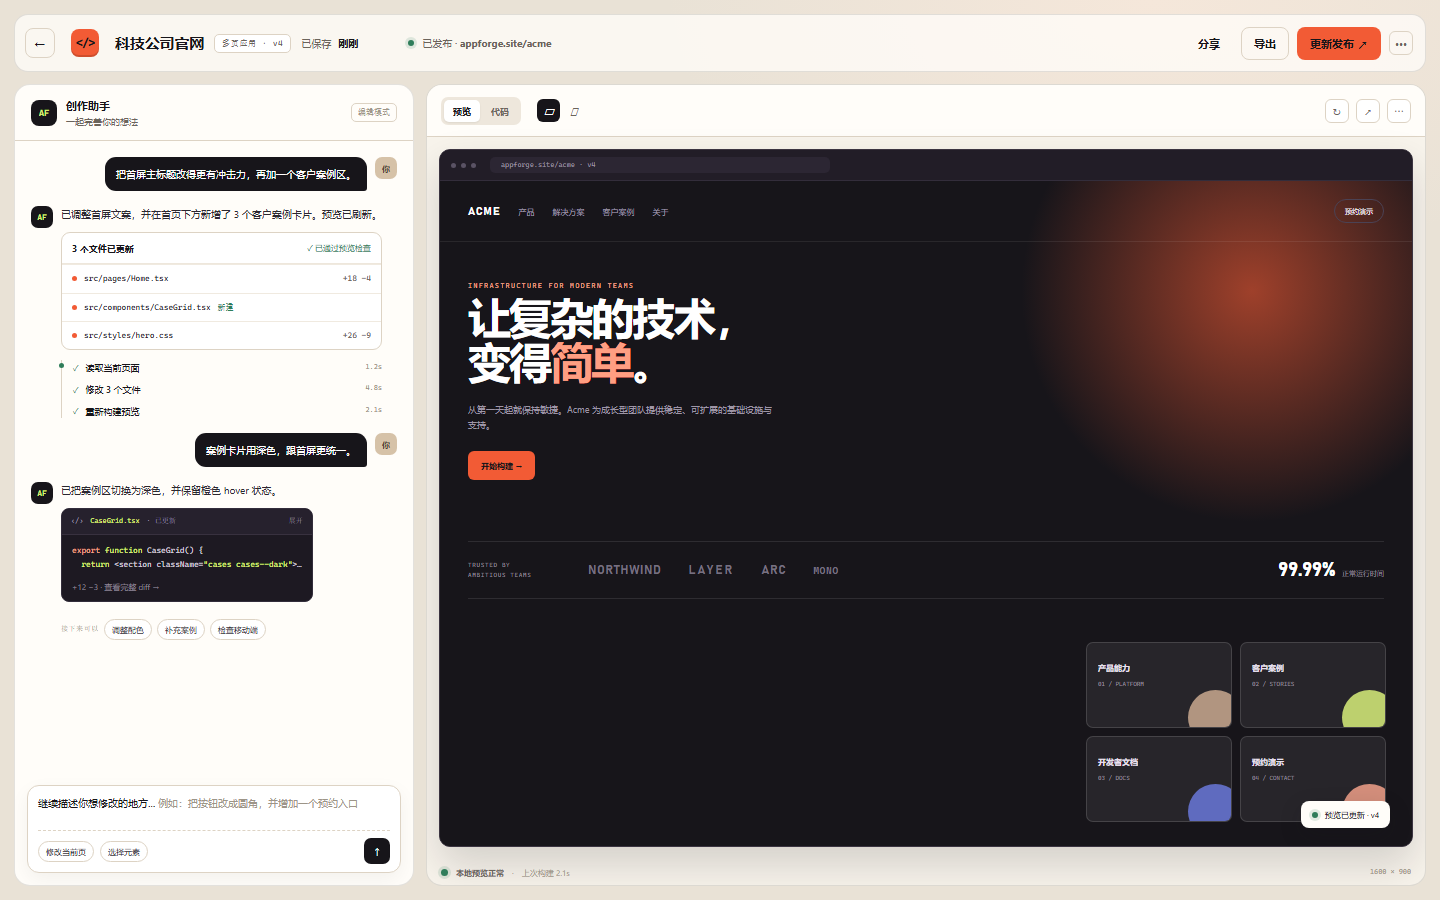 ←
</>
科技公司官网
多页应用 · v4
已保存 刚刚
已发布 · appforge.site/acme
分享
导出
更新发布 ↗
···
AF
创作助手
一起完善你的想法
编辑模式
把首屏主标题改得更有冲击力，再加一个客户案例区。
你
AF
已调整首屏文案，并在首页下方新增了 3 个客户案例卡片。预览已刷新。
3 个文件已更新
✓ 已通过预览检查
src/pages/Home.tsx
+18 −4
src/components/CaseGrid.tsx 新建
src/styles/hero.css
+26 −9
✓ 读取当前页面
1.2s
✓ 修改 3 个文件
4.8s
✓ 重新构建预览
2.1s
案例卡片用深色，跟首屏更统一。
你
AF
已把案例区切换为深色，并保留橙色 hover 状态。
</> CaseGrid.tsx · 已更新
展开
export function CaseGrid() {
return <section className="cases cases—dark">…
+12 −3 · 查看完整 diff →
接下来可以
调整配色
补充案例
检查移动端
继续描述你想修改的地方... 例如：把按钮改成圆角，并增加一个预约入口
修改当前页
选择元素
↑
预览
代码
↻
↗
···
appforge.site/acme · v4
ACME
产品
解决方案
客户案例
关于
预约演示
INFRASTRUCTURE FOR MODERN TEAMS
让复杂的技术，
变得简单。
从第一天起就保持敏捷。Acme 为成长型团队提供稳定、可扩展的基础设施与
支持。
开始构建 →
TRUSTED BY
AMBITIOUS TEAMS
NORTHWIND
LAYER
ARC
MONO
99.99% 正常运行时间
产品能力
01 / PLATFORM
客户案例
02 / STORIES
开发者文档
03 / DOCS
预约演示
04 / CONTACT
预览已更新 · v4
本地预览正常 · 上次构建 2.1s
1600 × 900